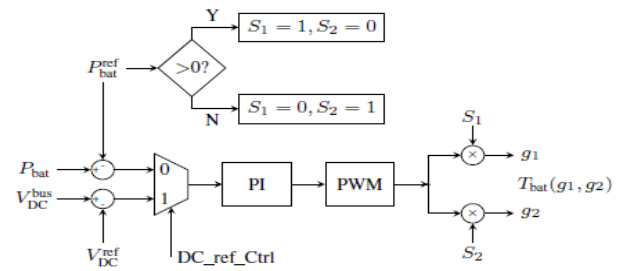 Y
S₁ = 1, S₂ = 0
P_bat^ref
>0?
S₁ = 0, S₂ = 1
N
S₁
P_bat
+
-
0
PI
PWM
×
g₁
T_bat(g₁, g₂)
V_DC^bus
+
-
1
×
g₂
V_DC^ref
DC_ref_Ctrl
S₂